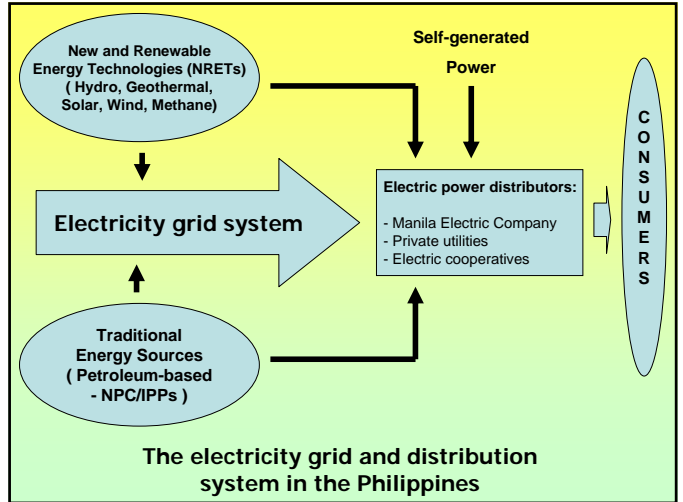 New and Renewable
Energy Technologies (NRETs)
( Hydro, Geothermal,
Solar, Wind, Methane)
Self-generated
Power
Electricity grid system
Electric power distributors:
- Manila Electric Company
- Private utilities
- Electric cooperatives
CONSUMERS
Traditional
Energy Sources
( Petroleum-based
- NPC/IPPs )
The electricity grid and distribution
system in the Philippines